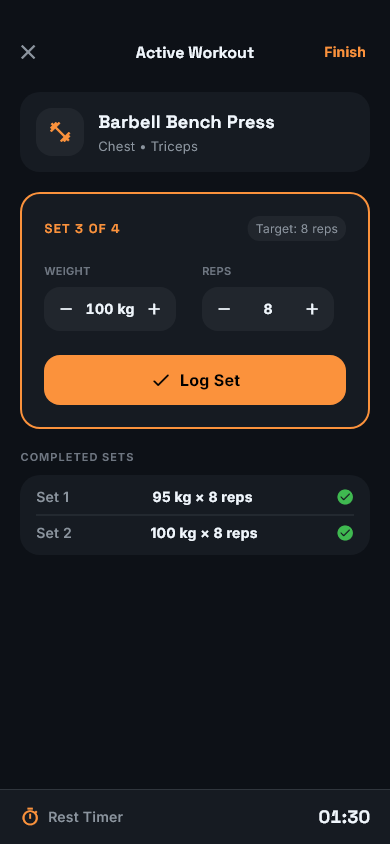 Active Workout Finish
Barbell Bench Press
Chest • Triceps
SET 3 OF 4 Target: 8 reps
WEIGHT REPS
− 100 kg + − 8 +
Log Set
COMPLETED SETS
Set 1 95 kg × 8 reps
Set 2 100 kg × 8 reps
Rest Timer 01:30